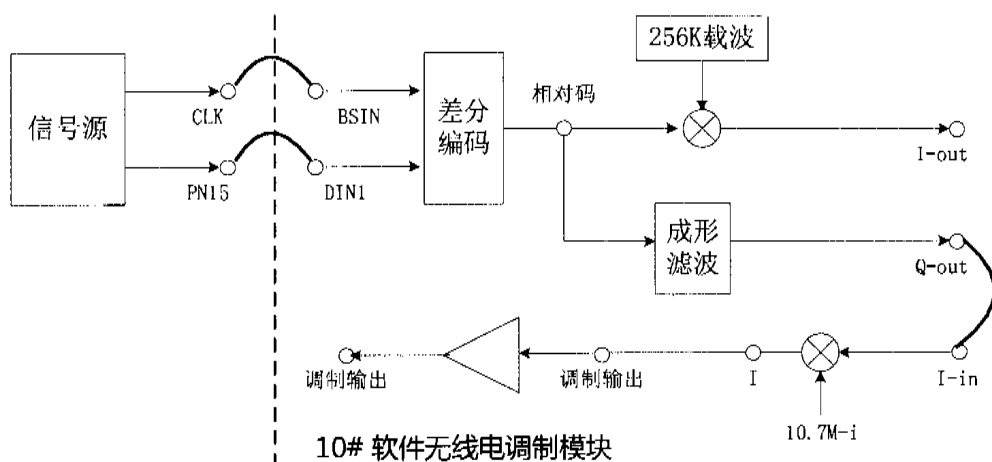 256K载波
信号源
CLK
BSIN
差分
编码
相对码
I-out
PN15
DIN1
成形
滤波
Q-out
调制输出
调制输出
I
I-in
10.7M-i
10# 软件无线电调制模块